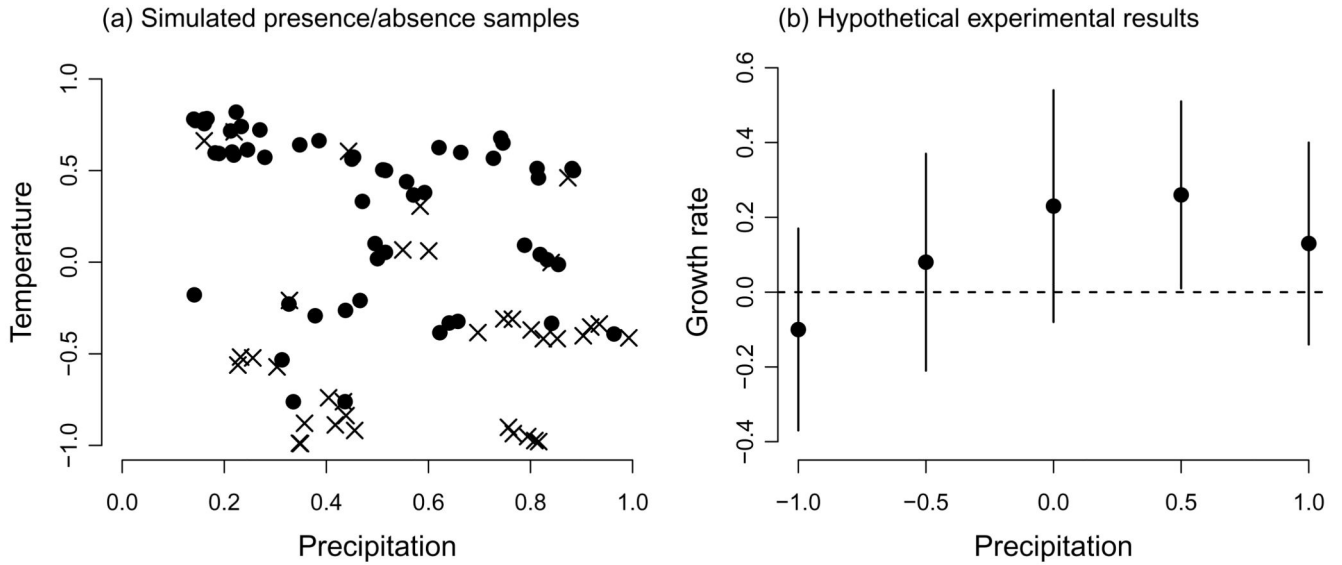 (a) Simulated presence/absence samples
Temperature
1.0
0.5
0.0
−0.5
−1.0
0.0 0.2 0.4 0.6 0.8 1.0
Precipitation
(b) Hypothetical experimental results
Growth rate
0.6
0.4
0.2
0.0
−0.2
−0.4
−1.0 −0.5 0.0 0.5 1.0
Precipitation